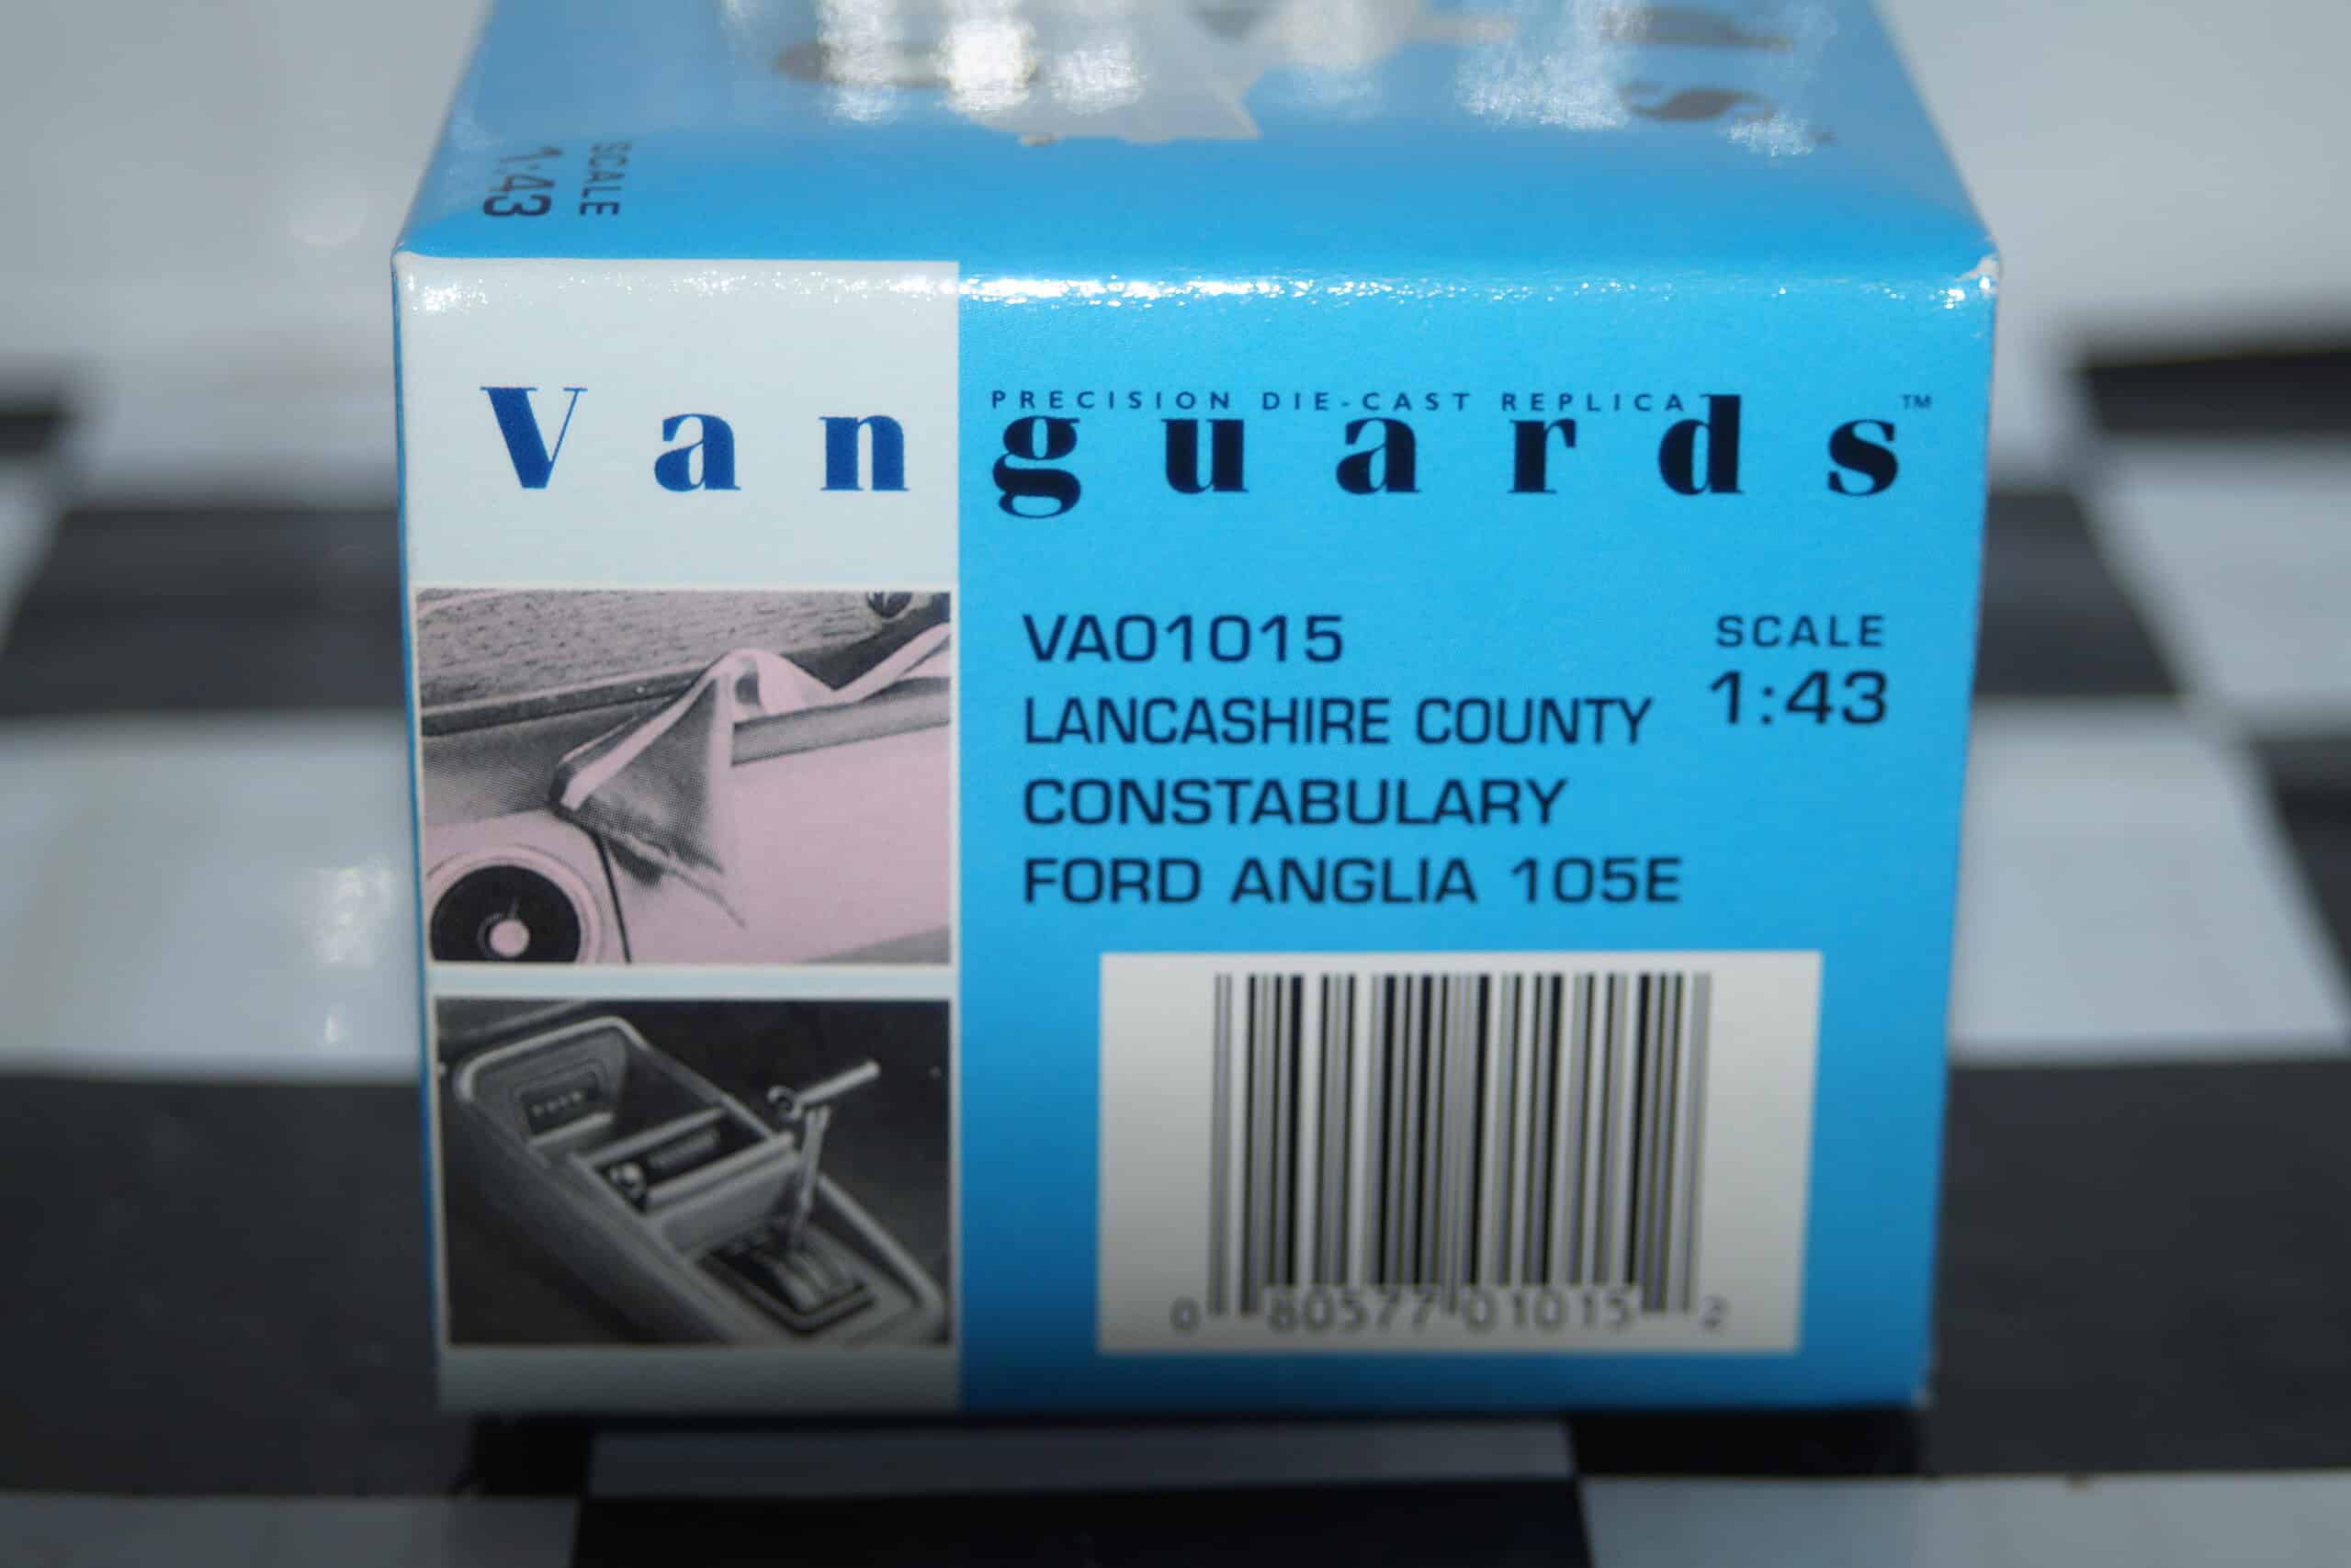 SCALE
1:43
PRECISION DIE-CAST REPLICA
Vanguards™
VA01015
SCALE
1:43
LANCASHIRE COUNTY
CONSTABULARY
FORD ANGLIA 105E
0 80577 01015 2